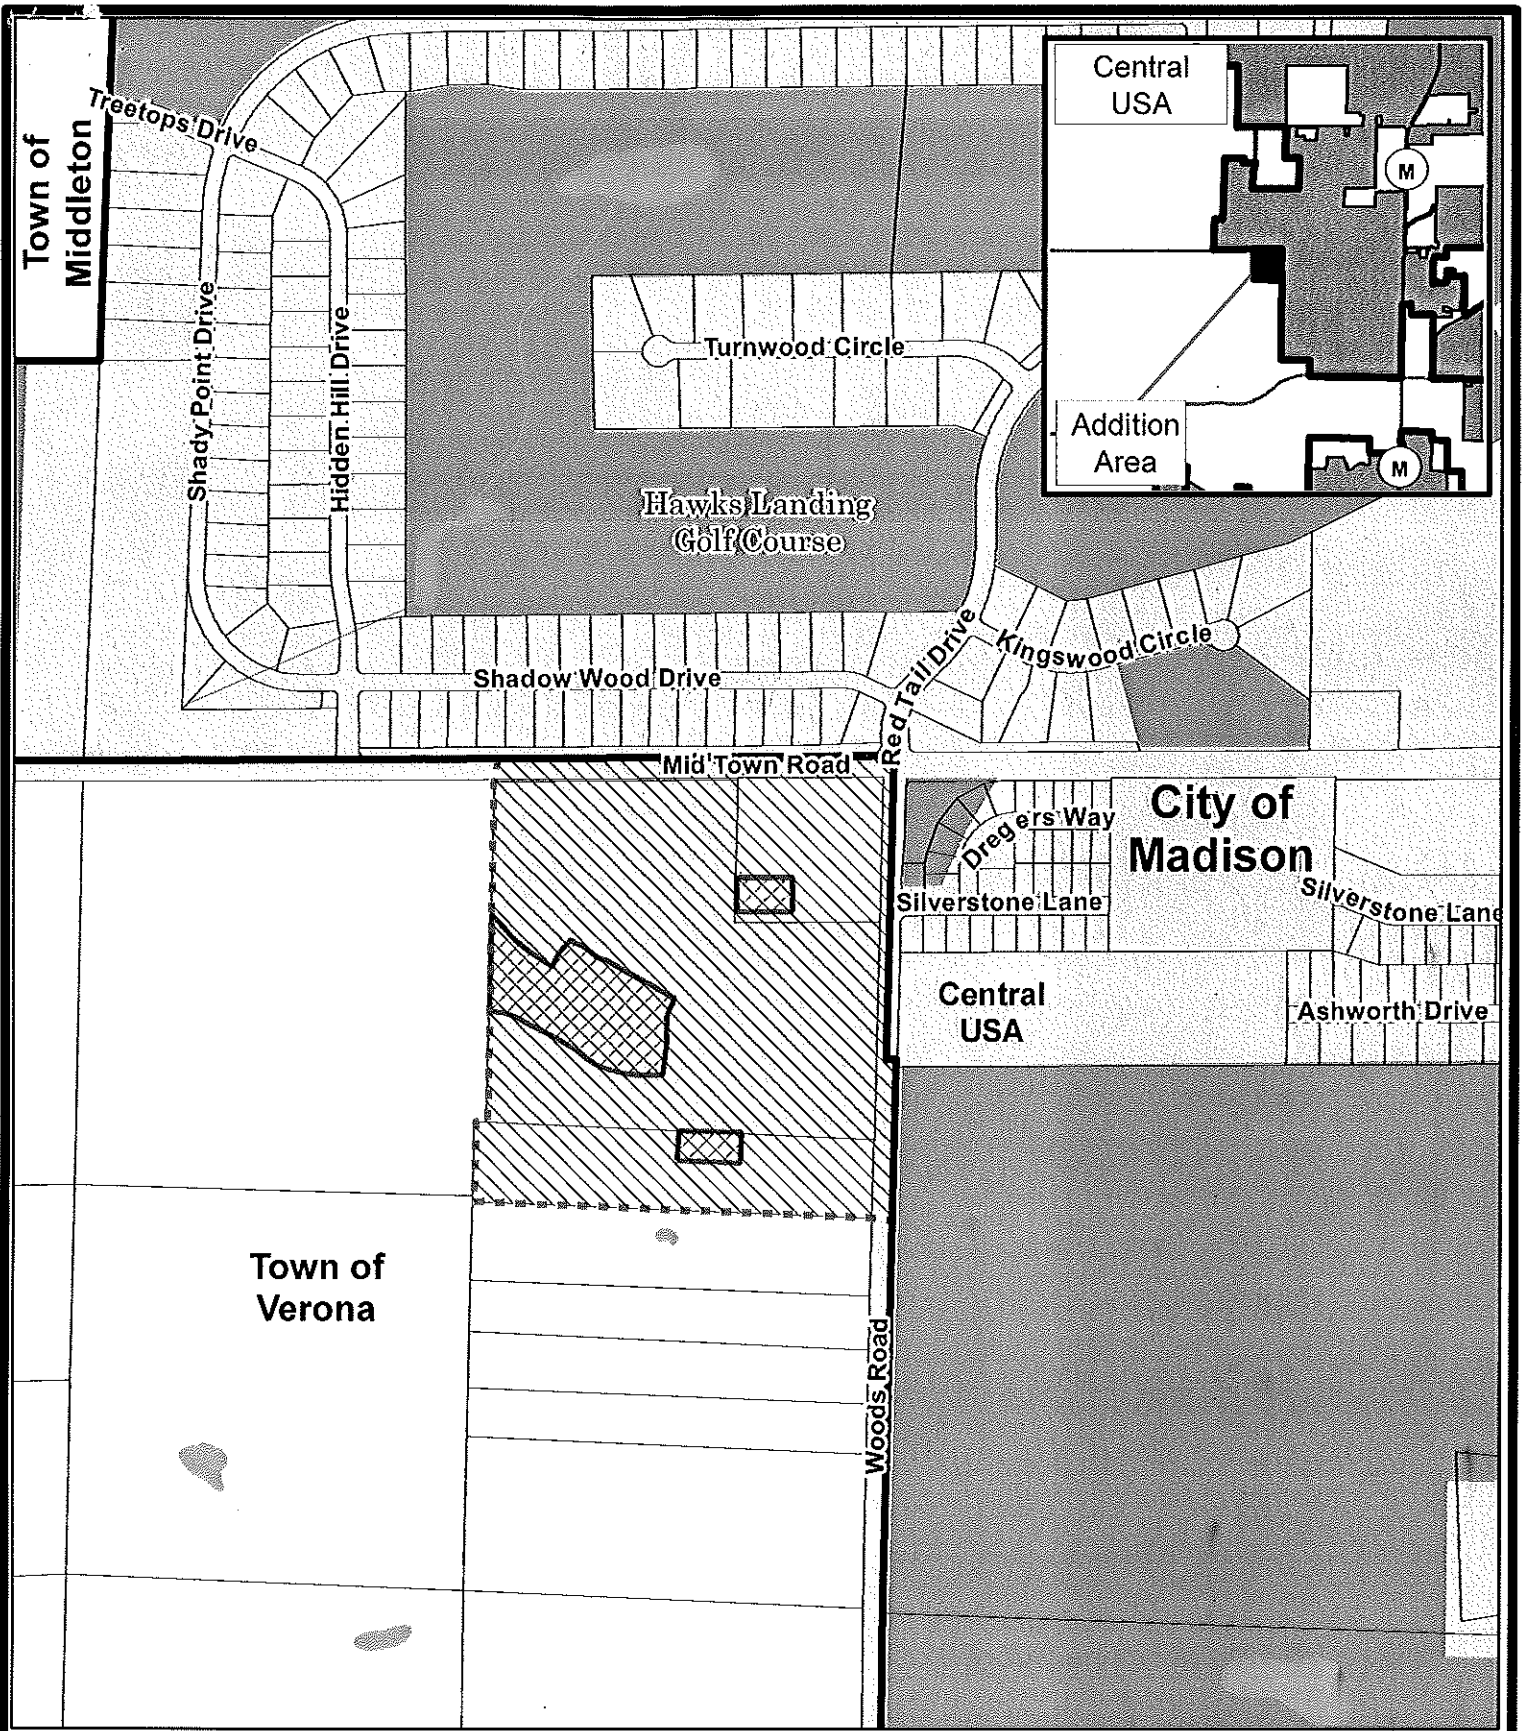 Central
USA
M
Addition
Area
M
Town of
Middleton
Treetops Drive
Shady Point Drive
Hidden Hill Drive
Turnwood Circle
Hawks Landing
Golf Course
Kingswood Circle
Shadow Wood Drive
Red Tail Drive
Mid Town Road
City of
Madison
Dregers Way
Silverstone Lane
Silverstone Lane
Central
USA
Ashworth Drive
Town of
Verona
Woods Road